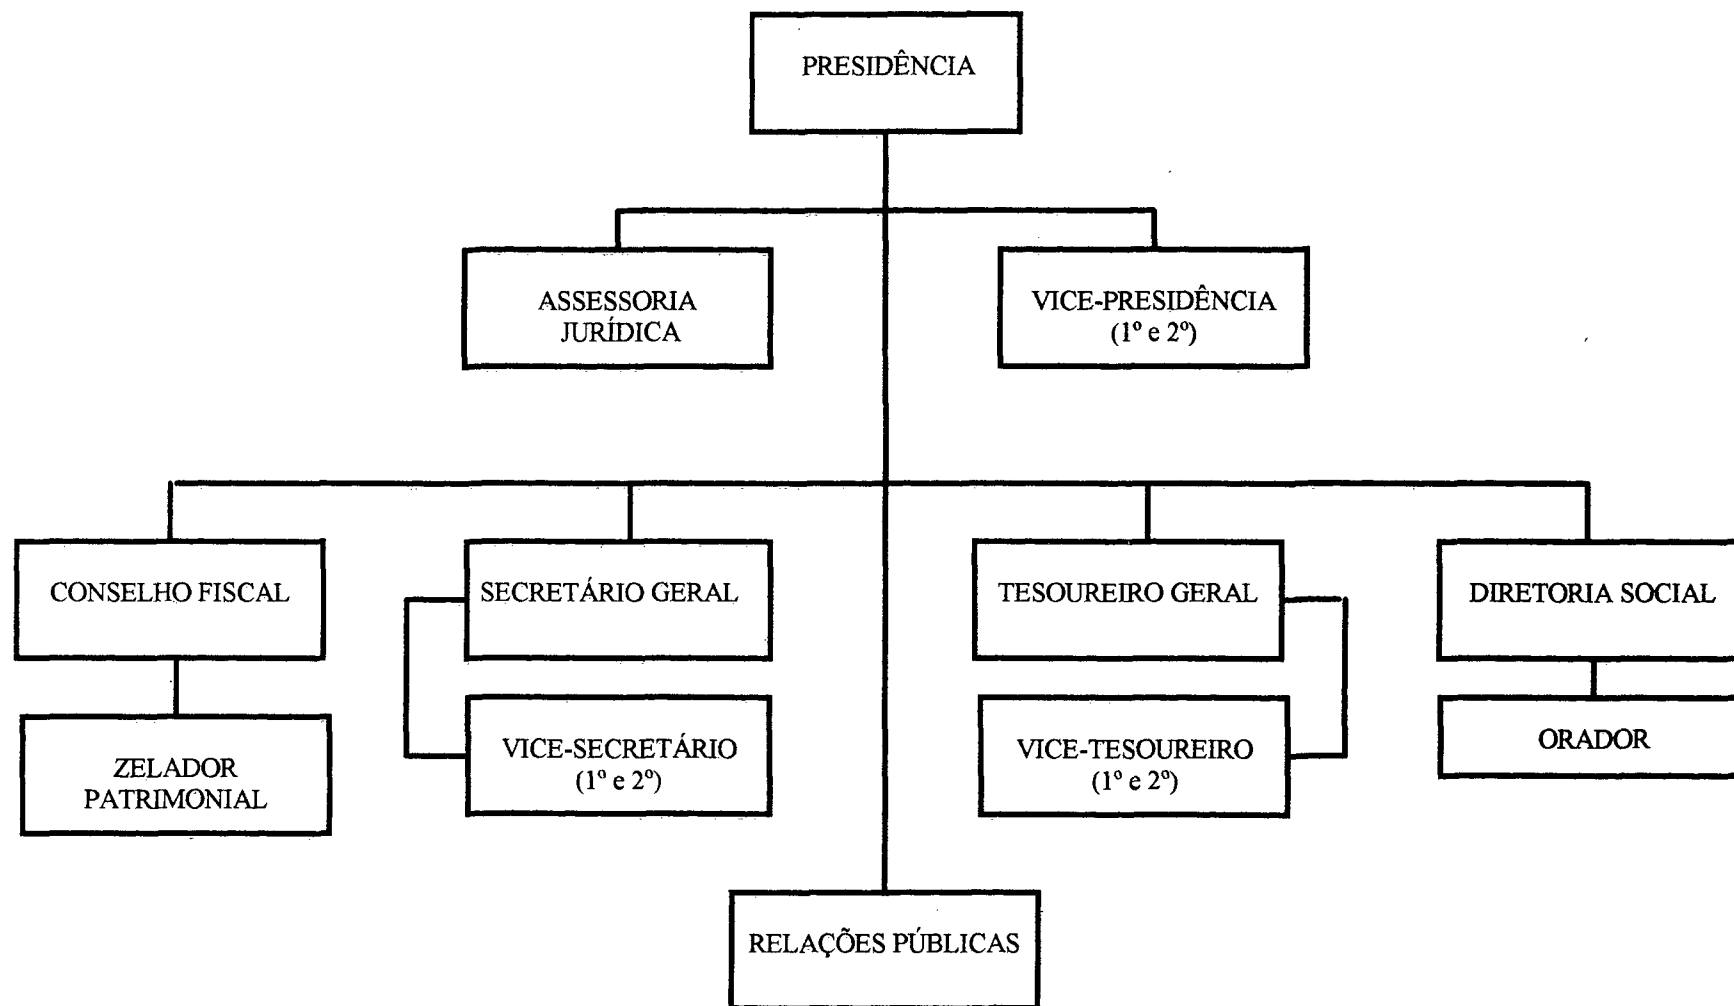 PRESIDÊNCIA
ASSESSORIA
JURÍDICA
VICE-PRESIDÊNCIA
(1º e 2º)
CONSELHO FISCAL
SECRETÁRIO GERAL
TESOUREIRO GERAL
DIRETORIA SOCIAL
ZELADOR
PATRIMONIAL
VICE-SECRETÁRIO
(1º e 2º)
VICE-TESOUREIRO
(1º e 2º)
ORADOR
RELAÇÕES PÚBLICAS